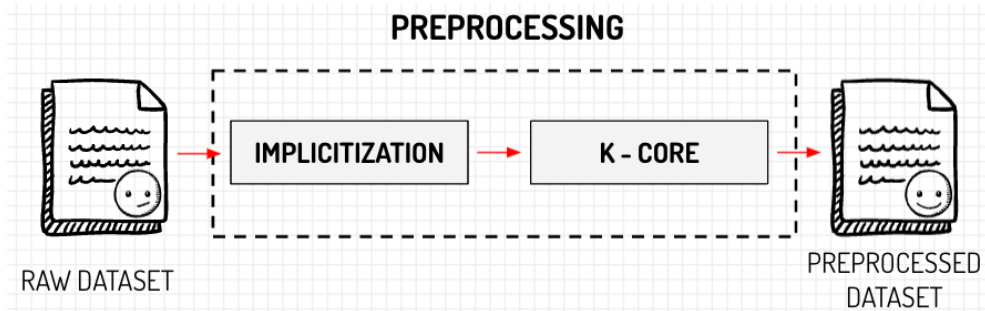 PREPROCESSING
IMPLICITIZATION
K - CORE
RAW DATASET
PREPROCESSED
DATASET